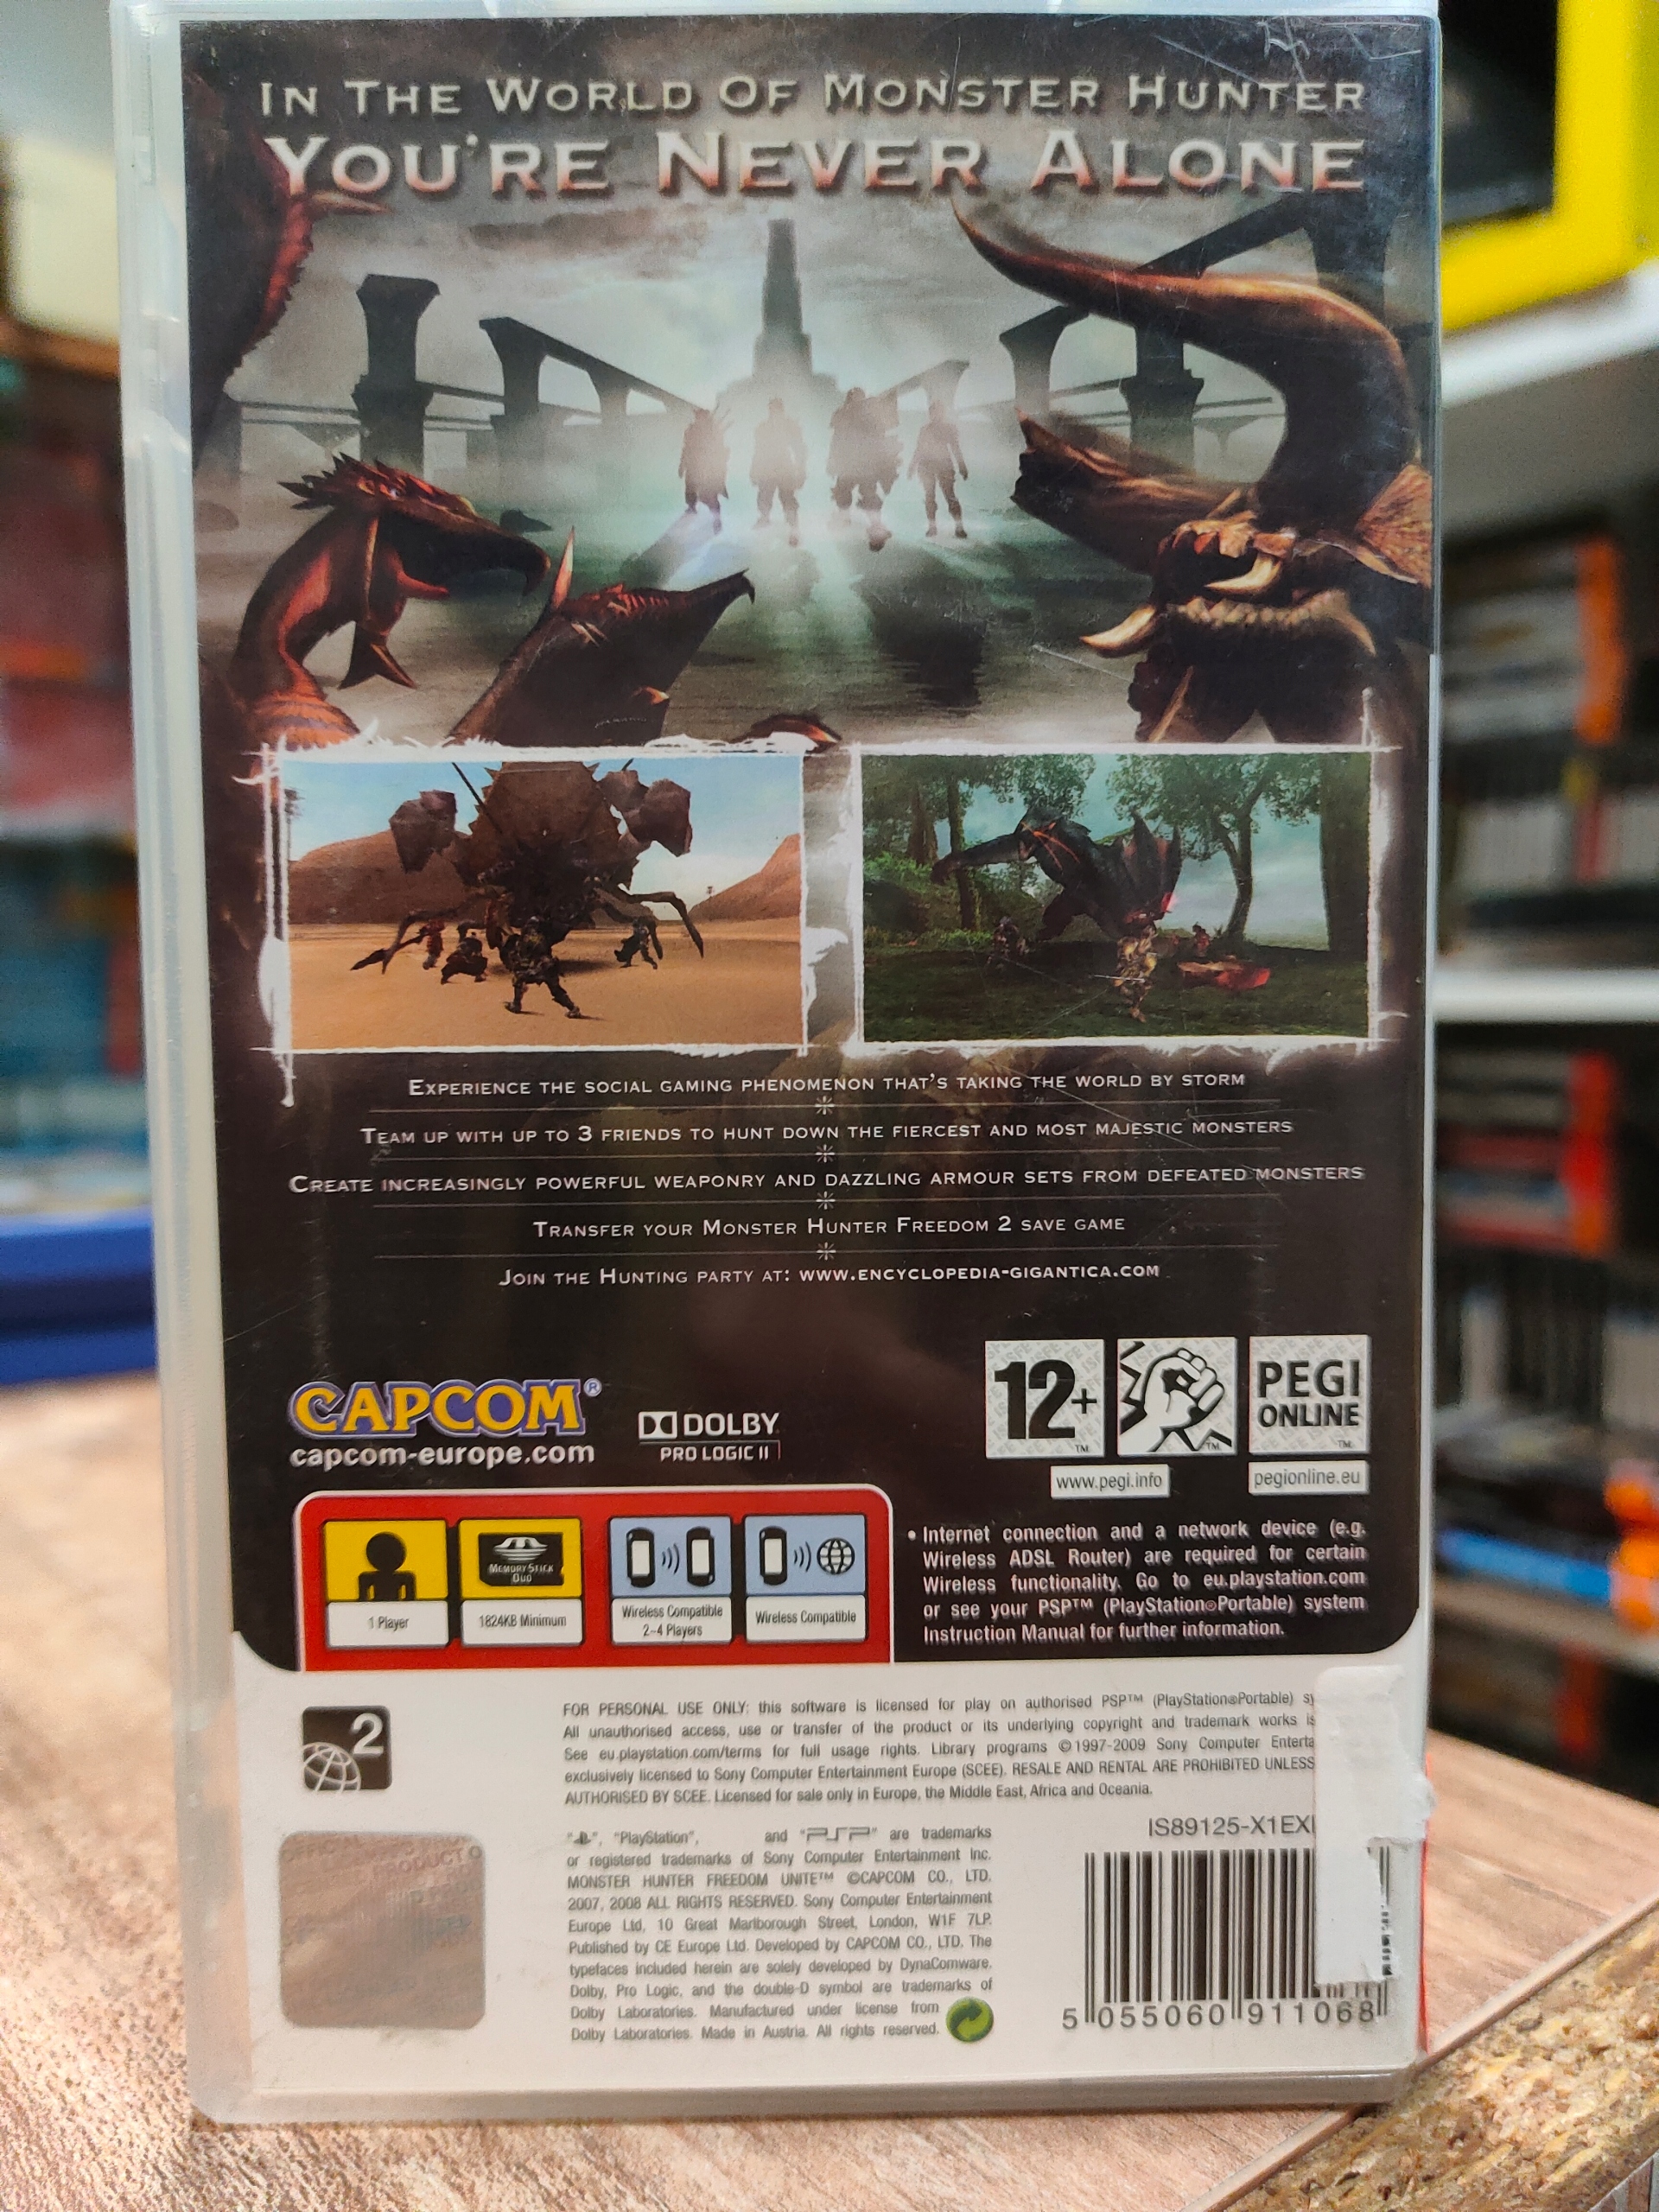 In The World Of Monster Hunter
You're Never Alone
Experience the social gaming phenomenon that's taking the world by storm
Team up with up to 3 friends to hunt down the fiercest and most majestic monsters
Create increasingly powerful weaponry and dazzling armour sets from defeated monsters
Transfer your Monster Hunter Freedom 2 save game
Join the Hunting party at: www.encyclopedia-gigantica.com
CAPCOM®
capcom-europe.com
DOLBY
PRO LOGIC II
12+™
™
PEGI
ONLINE
™
www.pegi.info
pegionline.eu
MEMORY STICK
DUO
1 Player
1824KB Minimum
Wireless Compatible
2-4 Players
Wireless Compatible
• Internet connection and a network device (e.g.
Wireless ADSL Router) are required for certain
Wireless functionality. Go to eu.playstation.com
or see your PSP™ (PlayStation®Portable) system
Instruction Manual for further information.
2
FOR PERSONAL USE ONLY: this software is licensed for play on authorised PSP™ (PlayStation®Portable)
All unauthorised access, use or transfer of the product or its underlying copyright and trademark works
See eu.playstation.com/terms for full usage rights. Library programs ©1997-2009 Sony Computer
exclusively licensed to Sony Computer Entertainment Europe (SCEE). RESALE AND RENTAL ARE PROHIBITED UNLESS
AUTHORISED BY SCEE. Licensed for sale only in Europe, the Middle East, Africa and Oceania.
"PlayStation", and "PSP" are trademarks
or registered trademarks of Sony Computer Entertainment Inc.
MONSTER HUNTER FREEDOM UNITE™ ©CAPCOM CO., LTD.
2007, 2008 ALL RIGHTS RESERVED. Sony Computer Entertainment
Europe Ltd, 10 Great Marlborough Street, London, W1F 7LP.
Published by CE Europe Ltd. Developed by CAPCOM CO., LTD. The
typefaces included herein are solely developed by DynaComware.
Dolby, Pro Logic, and the double-D symbol are trademarks of
Dolby Laboratories. Manufactured under license from
Dolby Laboratories. Made in Austria. All rights reserved.
PRODUCT
IS89125-X1EX
5 055060 911068